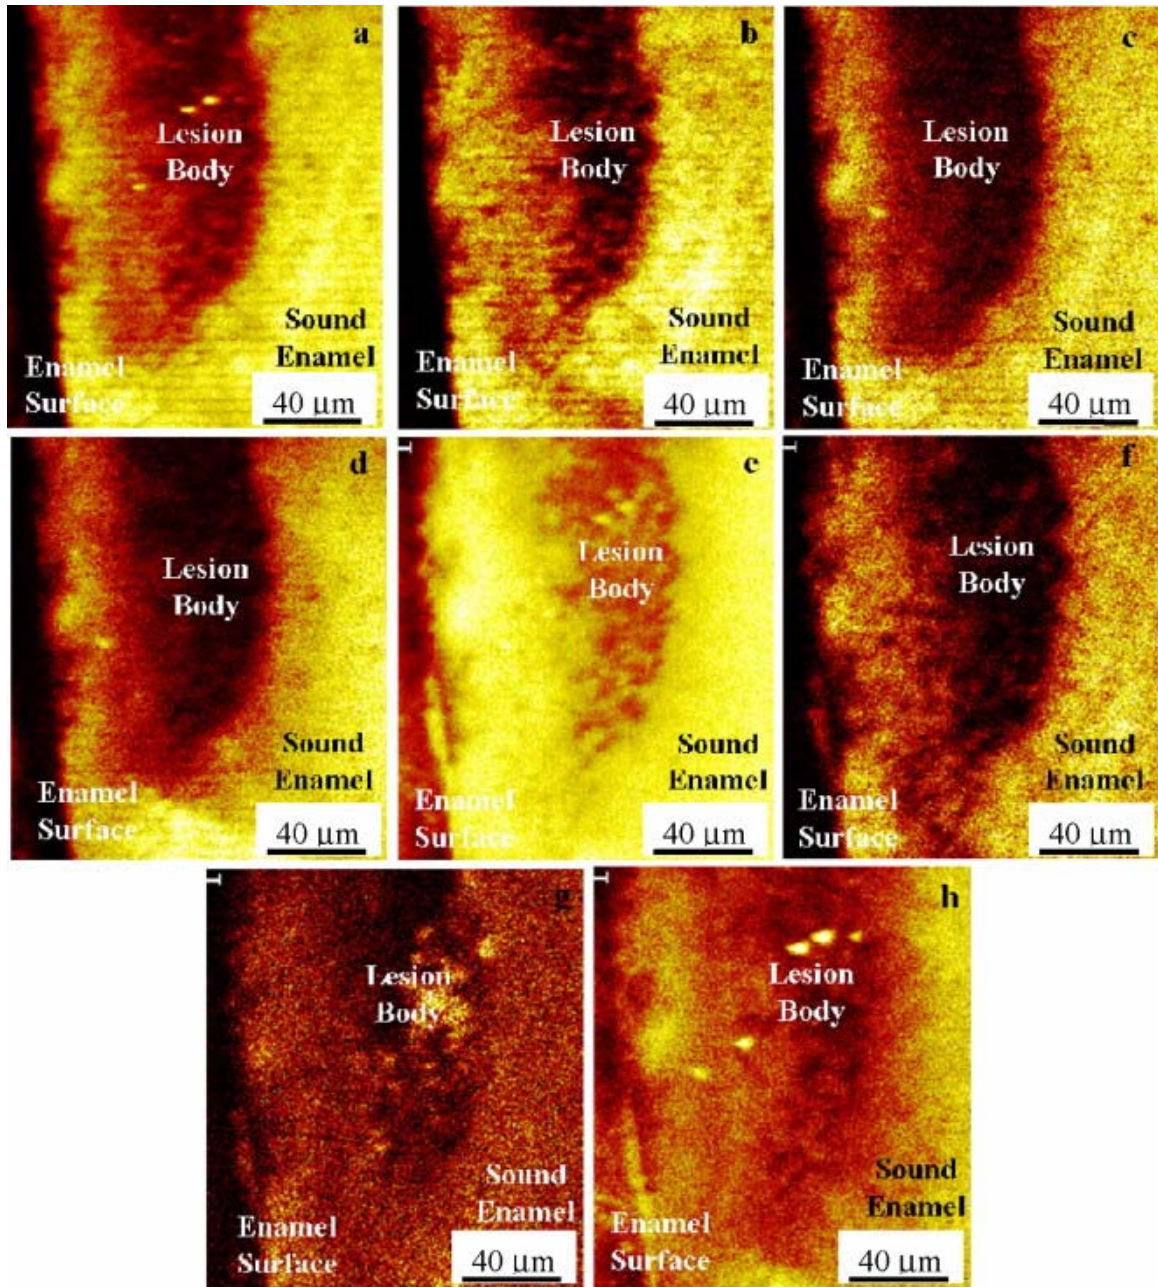 a
Lesion
Body
Sound
Enamel
Enamel
Surface
40 µm
b
Lesion
Body
Sound
Enamel
Enamel
Surface
40 µm
c
Lesion
Body
Sound
Enamel
Enamel
Surface
40 µm
d
Lesion
Body
Sound
Enamel
Enamel
Surface
40 µm
e
Lesion
Body
Sound
Enamel
Enamel
Surface
40 µm
f
Lesion
Body
Sound
Enamel
Enamel
Surface
40 µm
g
Lesion
Body
Sound
Enamel
Enamel
Surface
40 µm
h
Lesion
Body
Sound
Enamel
Enamel
Surface
40 µm